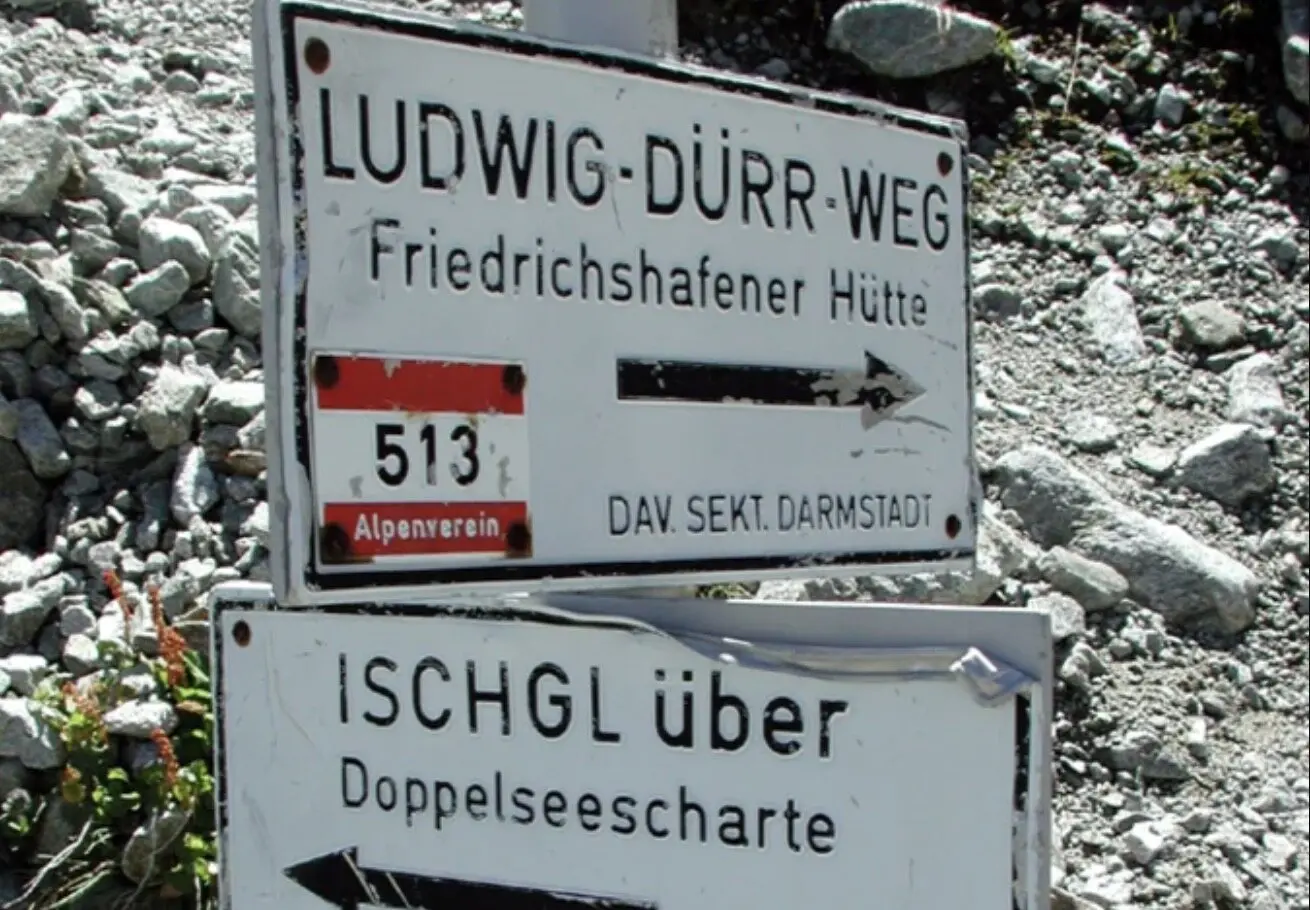 LUDWIG-DÜRR-WEG
Friedrichshafener Hütte
513
Alpenverein
DAV. SEKT. DARMSTADT
ISCHGL über
Doppelseescharte